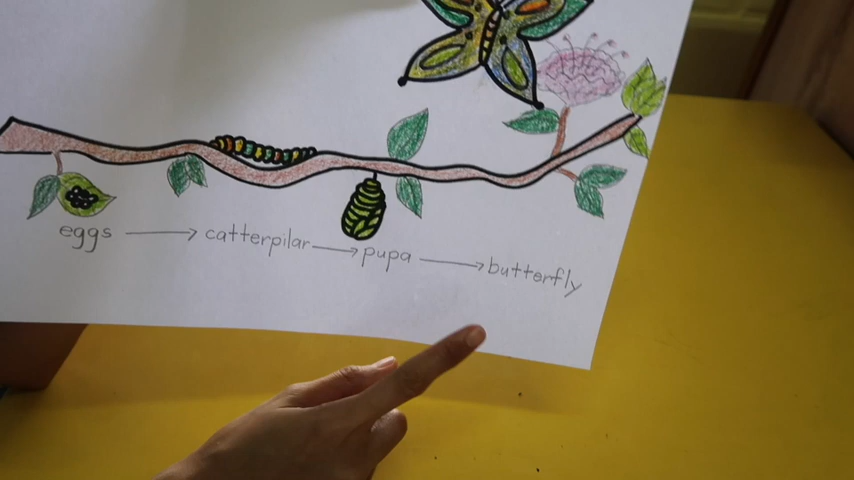 eggs → catterpilar → pupa → butterfly